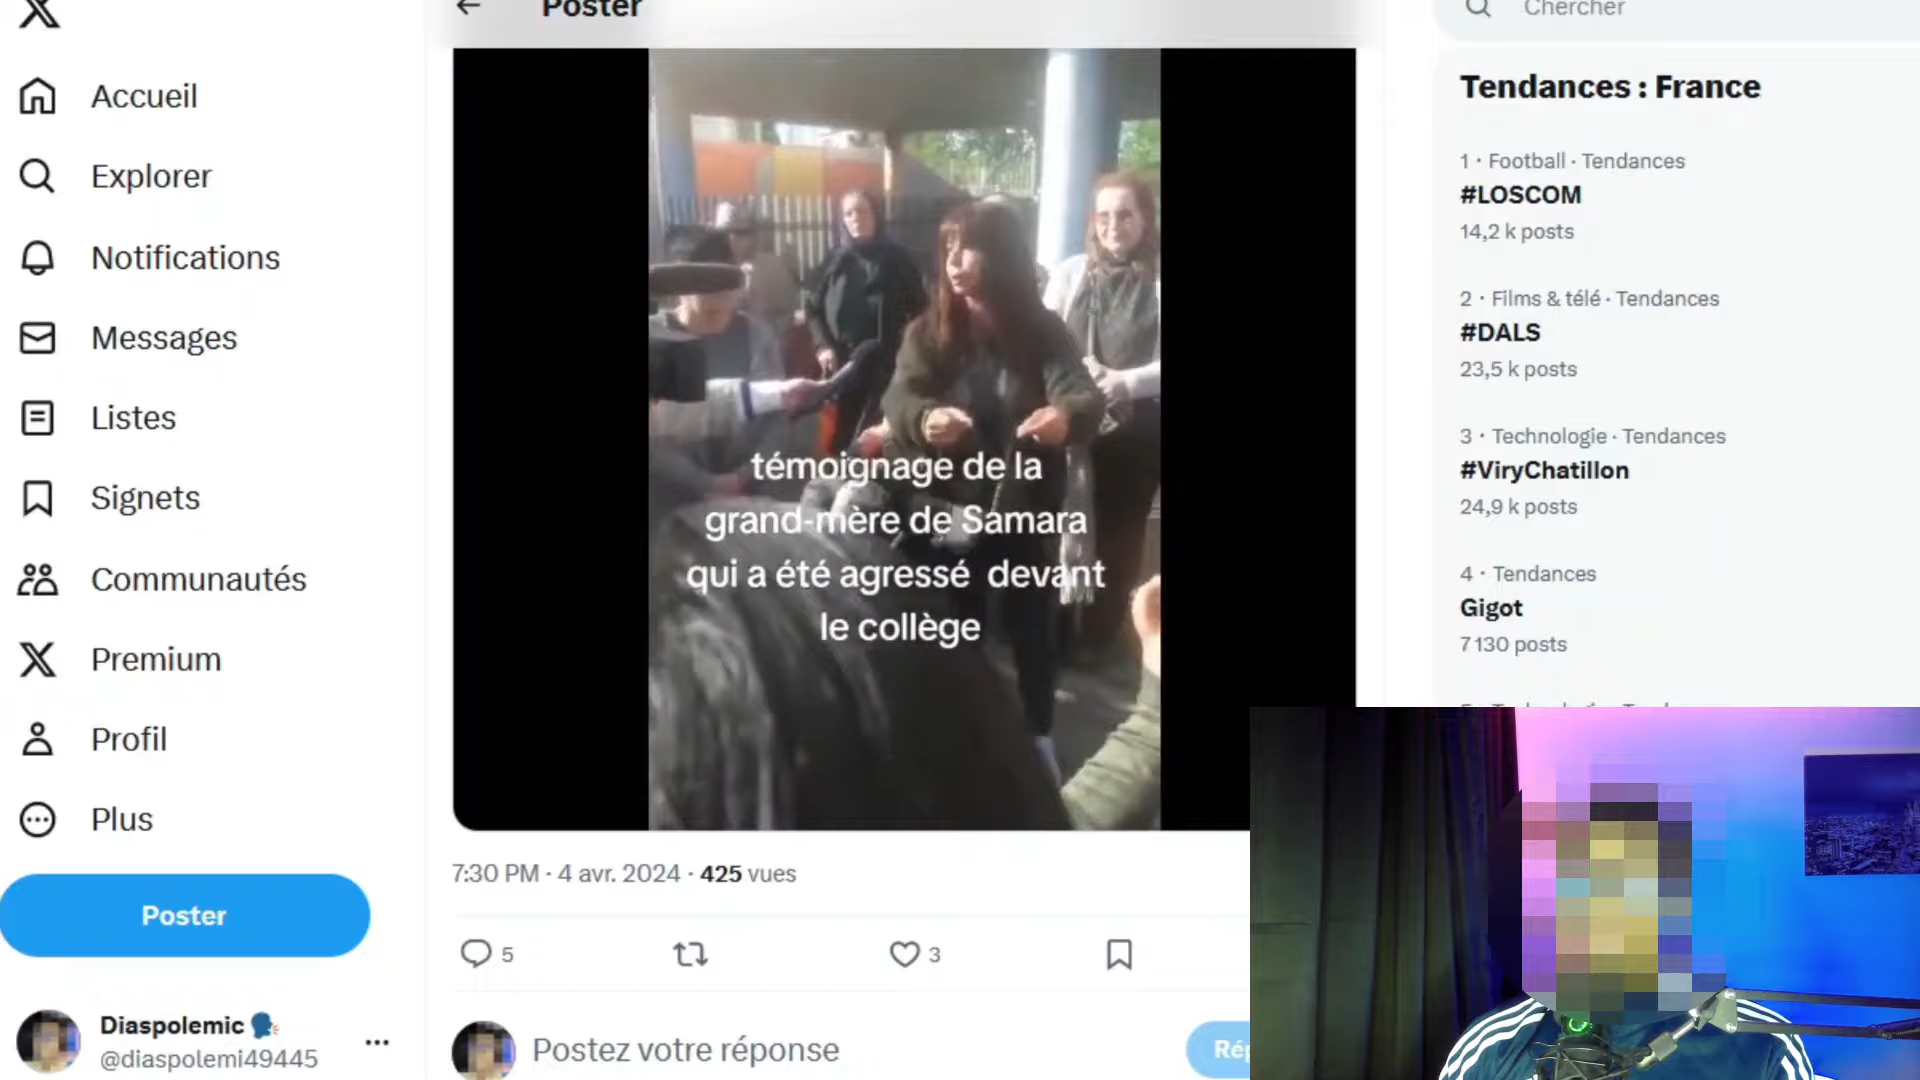 Poster
Chercher
Accueil
Explorer
Notifications
Messages
Listes
Signets
Communautés
Premium
Profil
Plus
Poster
Diaspolemic
@diaspolemi49445
témoignage de la
grand-mère de Samara
qui a été agressé devant
le collège
7:30 PM · 4 avr. 2024 · 425 vues
5
3
Postez votre réponse
Tendances : France
1 · Football · Tendances
#LOSCOM
14,2 k posts
2 · Films & télé · Tendances
#DALS
23,5 k posts
3 · Technologie · Tendances
#ViryChatillon
24,9 k posts
4 · Tendances
Gigot
7 130 posts